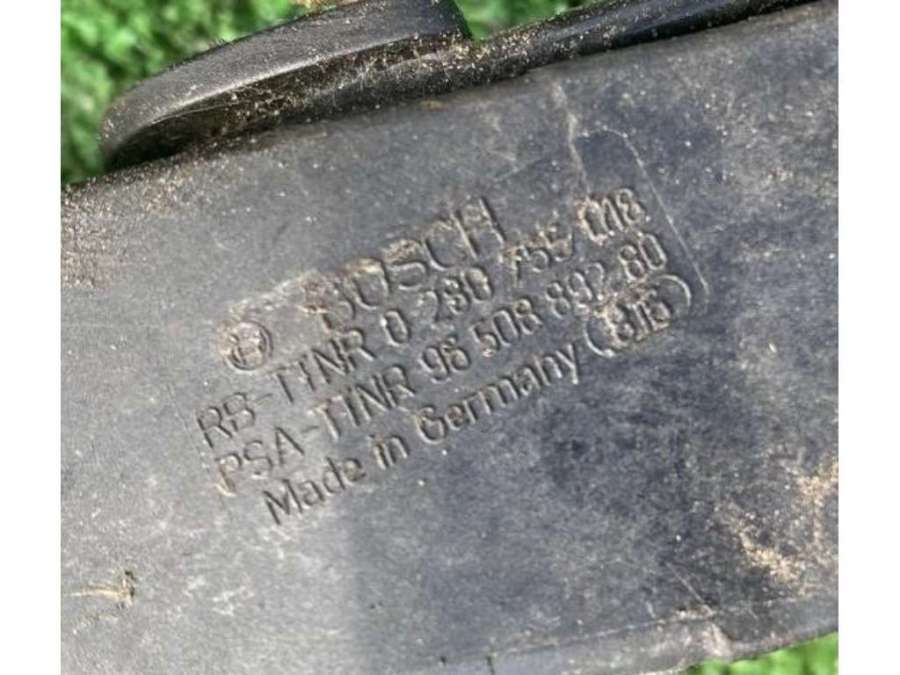 BOSCH
RB-TTNR 0 280 755 018
PSA-TTNR 96 508 892 80
Made in Germany